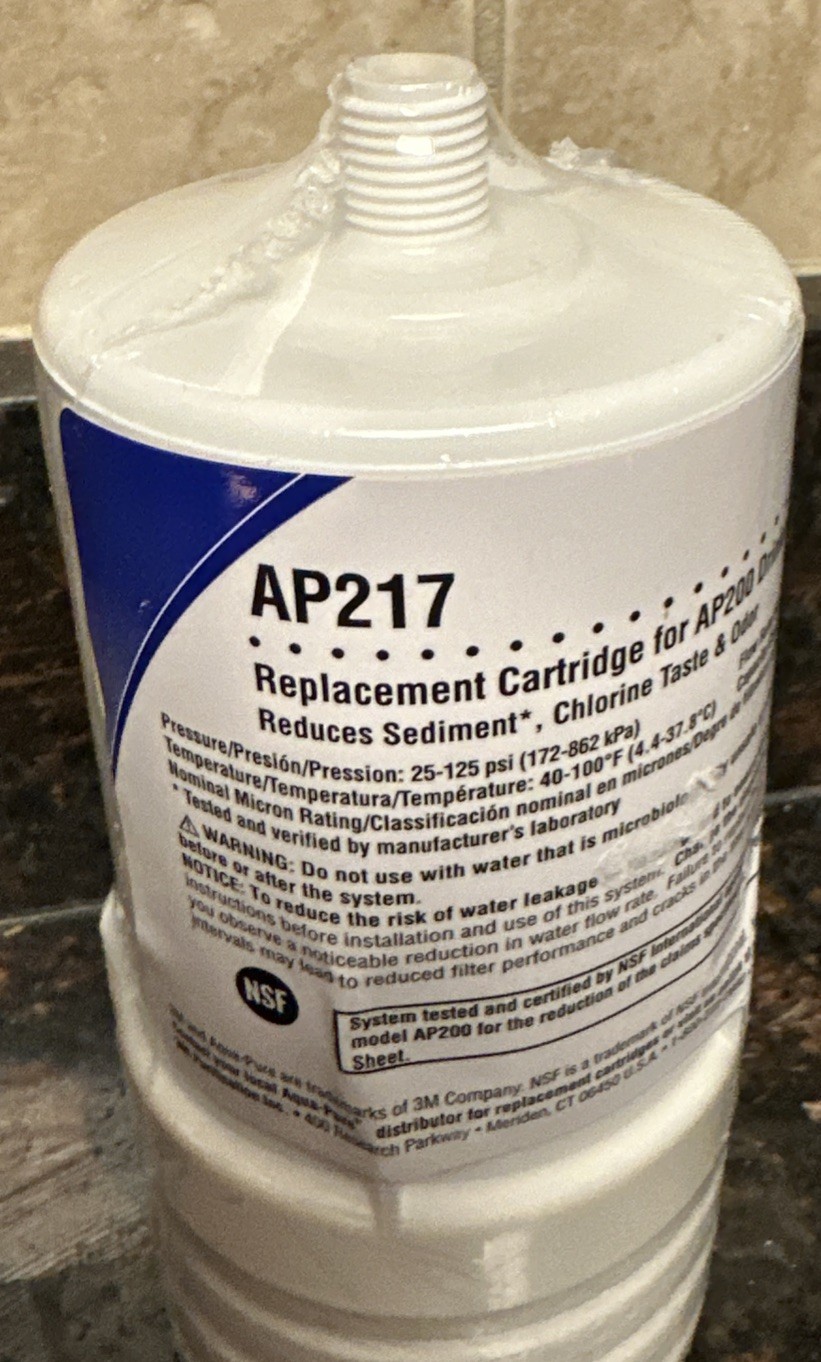 AP217
Replacement Cartridge for AP200
Reduces Sediment*, Chlorine Taste & Odor
Pressure/Presión/Pression: 25-125 psi (172-862 kPa)
Temperature/Temperatura/Température: 40-100°F (4.4-37.8°C)
Nominal Micron Rating/Classificación nominal en micrones/Degré de
* Tested and verified by manufacturer's laboratory
⚠ WARNING: Do not use with water that is
before or after the system.
NOTICE: To reduce the risk of water leakage
instructions before installation and use of this system.
you observe a noticeable reduction in water flow rate. Failure to
intervals may lead to reduced filter performance and cracks in the
NSF
System tested and certified by NSF International
model AP200 for the reduction of the claims
Sheet.
and Aqua-Pure are trademarks of 3M Company. NSF is a trademark of NSF
Contact your local Aqua-Pure® distributor for replacement cartridges or
Purification Inc. • 400 Research Parkway • Meriden, CT 06450 U.S.A. •